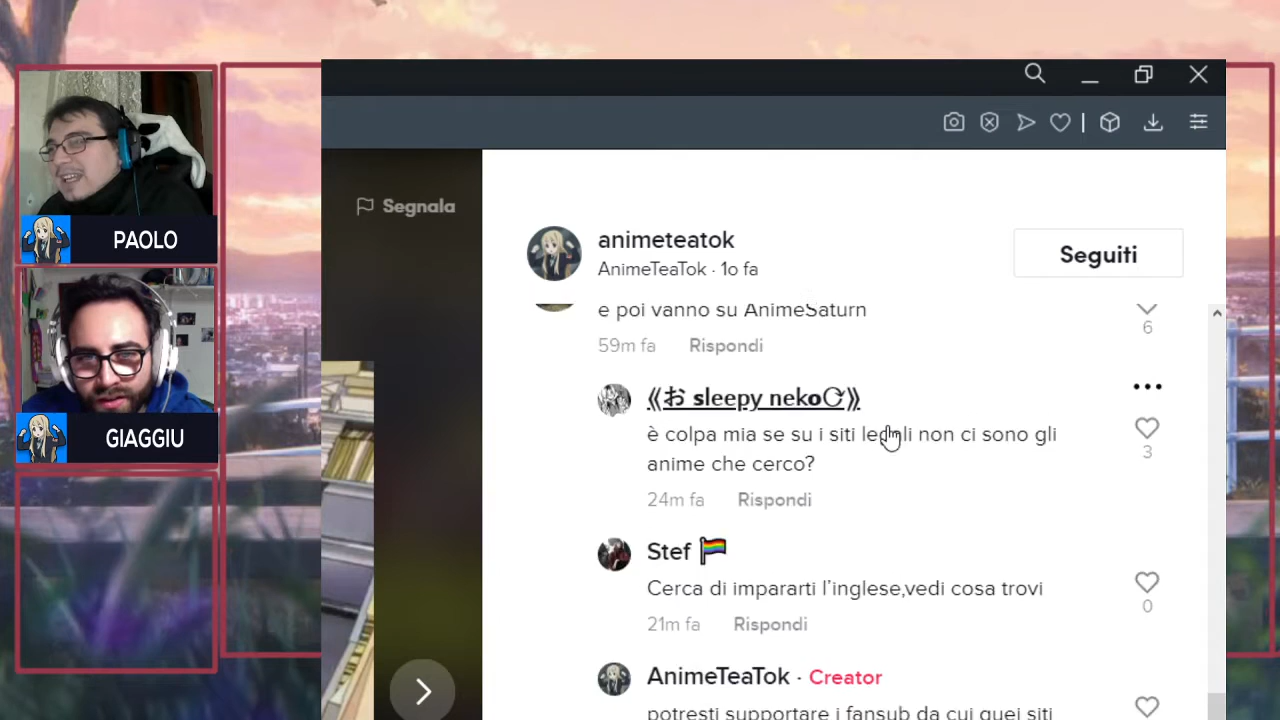 PAOLO
GIAGGIU
Segnala
animeteatok
AnimeTeaTok · 1o fa
Seguiti
e poi vanno su AnimeSaturn
6
59m fa Rispondi
《お sleepy neko⟳》
è colpa mia se su i siti legali non ci sono gli
anime che cerco?
3
24m fa Rispondi
Stef 🏳️‍🌈
Cerca di impararti l'inglese,vedi cosa trovi
0
21m fa Rispondi
AnimeTeaTok · Creator
potresti supportare i fansub da cui quei siti